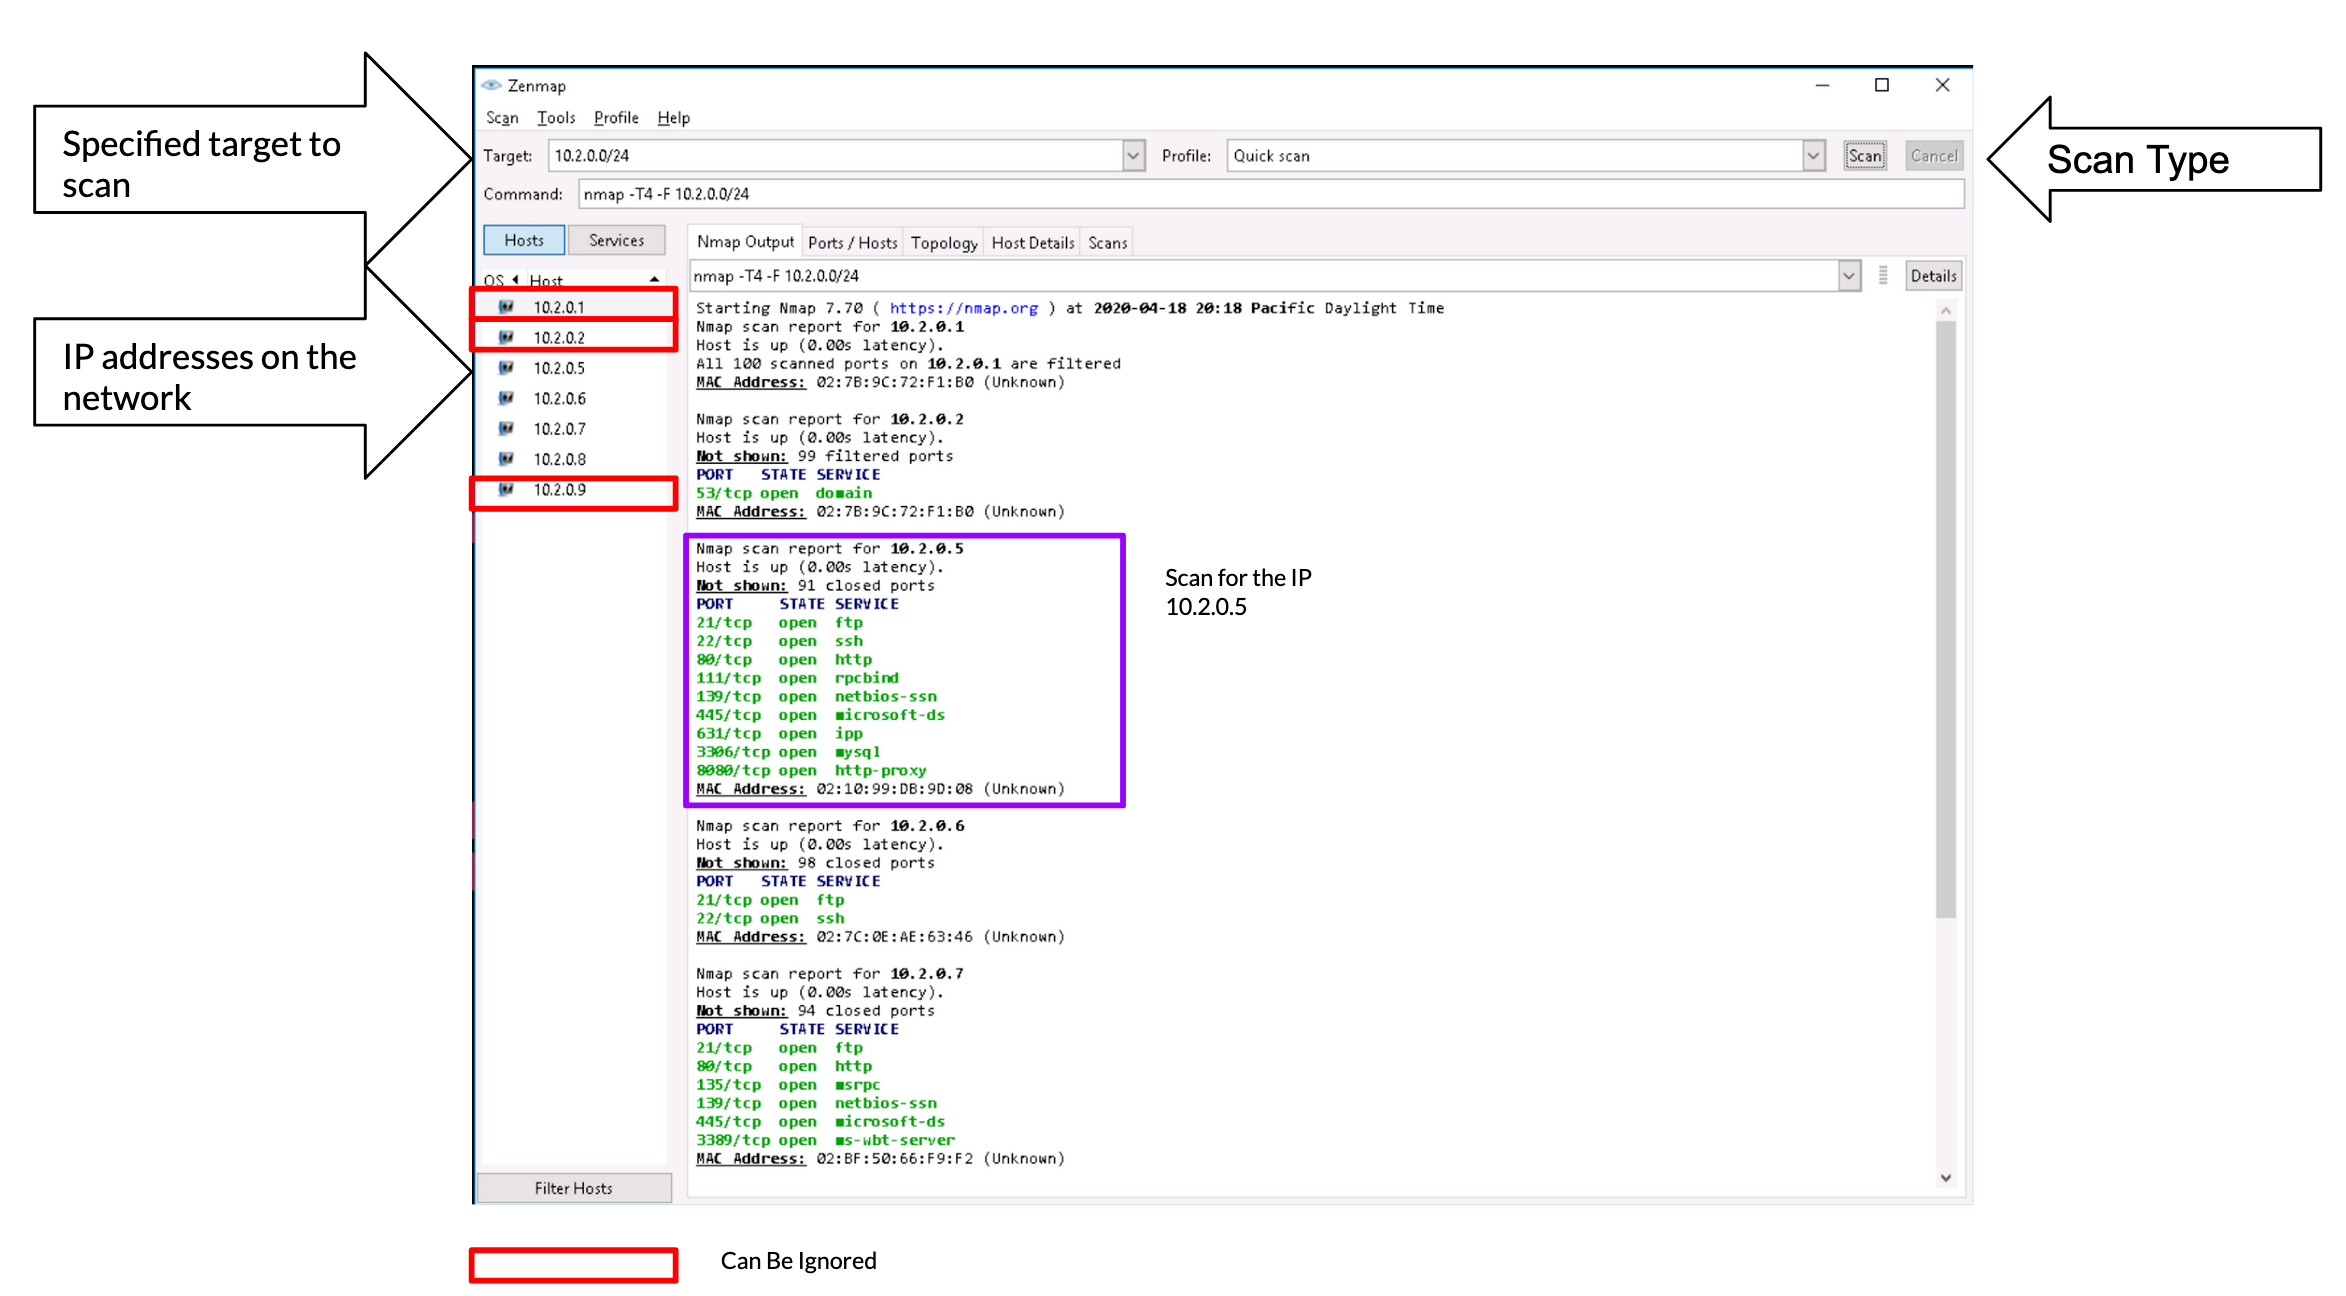 Specified target to
scan
IP addresses on the
network
Zenmap
Scan Tools Profile Help
Target: 10.2.0.0/24 Profile: Quick scan Scan Cancel
Command: nmap -T4 -F 10.2.0.0/24
Scan Type
Hosts Services
OS Host
10.2.0.1
10.2.0.2
10.2.0.5
10.2.0.6
10.2.0.7
10.2.0.8
10.2.0.9
Filter Hosts
Nmap Output Ports / Hosts Topology Host Details Scans
nmap -T4 -F 10.2.0.0/24 Details
Starting Nmap 7.70 ( https://nmap.org ) at 2020-04-18 20:18 Pacific Daylight Time
Nmap scan report for 10.2.0.1
Host is up (0.00s latency).
All 100 scanned ports on 10.2.0.1 are filtered
MAC Address: 02:7B:9C:72:F1:B0 (Unknown)
Nmap scan report for 10.2.0.2
Host is up (0.00s latency).
Not shown: 99 filtered ports
PORT STATE SERVICE
53/tcp open domain
MAC Address: 02:7B:9C:72:F1:B0 (Unknown)
Nmap scan report for 10.2.0.5
Host is up (0.00s latency).
Not shown: 91 closed ports
PORT STATE SERVICE
21/tcp open ftp
22/tcp open ssh
80/tcp open http
111/tcp open rpcbind
139/tcp open netbios-ssn
445/tcp open microsoft-ds
631/tcp open ipp
3306/tcp open mysql
8080/tcp open http-proxy
MAC Address: 02:10:99:DB:9D:08 (Unknown)
Scan for the IP
10.2.0.5
Nmap scan report for 10.2.0.6
Host is up (0.00s latency).
Not shown: 98 closed ports
PORT STATE SERVICE
21/tcp open ftp
22/tcp open ssh
MAC Address: 02:7C:0E:AE:63:46 (Unknown)
Nmap scan report for 10.2.0.7
Host is up (0.00s latency).
Not shown: 94 closed ports
PORT STATE SERVICE
21/tcp open ftp
80/tcp open http
135/tcp open msrpc
139/tcp open netbios-ssn
445/tcp open microsoft-ds
3389/tcp open ms-wbt-server
MAC Address: 02:BF:50:66:F9:F2 (Unknown)
Can Be Ignored